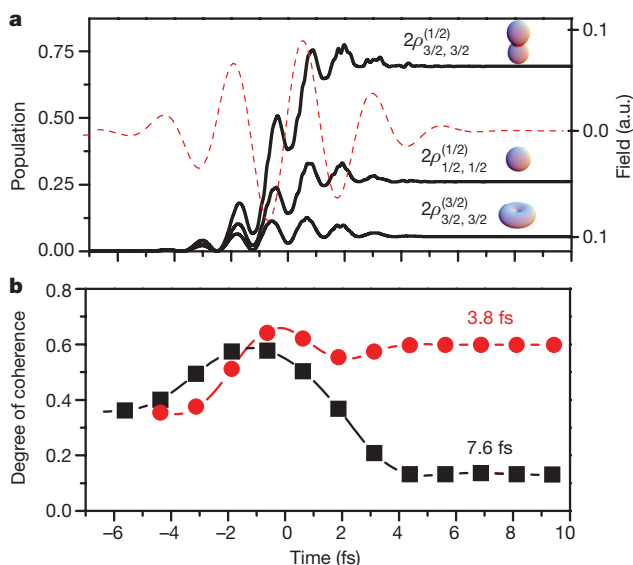 a
0.75
0.50
0.25
0.00
Population
2ρ(1/2)3/2, 3/2
2ρ(1/2)1/2, 1/2
2ρ(3/2)3/2, 3/2
0.1
0.0
0.1
Field (a.u.)
b
0.8
0.6
0.4
0.2
0.0
Degree of coherence
3.8 fs
7.6 fs
−6 −4 −2 0 2 4 6 8 10
Time (fs)